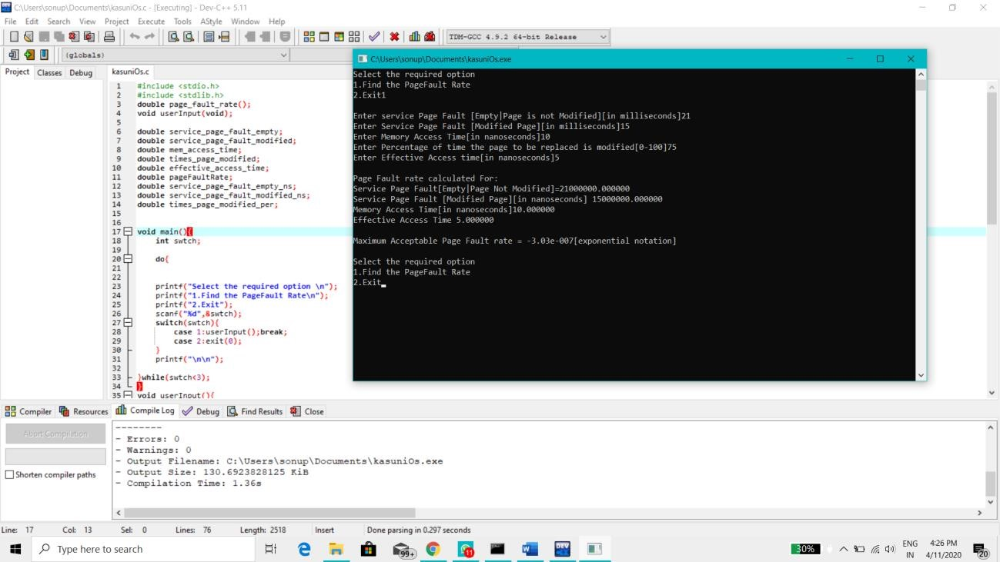 C:\Users\sonup\Documents\kasuniOs.c - [Executing] - Dev-C++ 5.11
File Edit Search View Project Execute Tools AStyle Window Help
TDM-GCC 4.9.2 64-bit Release
(globals)
Project Classes Debug
kasuniOs.c
1 #include <stdio.h>
2 #include <stdlib.h>
3 double page_fault_rate();
4 void userInput(void);
5
6 double service_page_fault_empty;
7 double service_page_fault_modified;
8 double mem_access_time;
9 double times_page_modified;
10 double effective_access_time;
11 double pageFaultRate;
12 double service_page_fault_empty_ns;
13 double service_page_fault_modified_ns;
14 double times_page_modified_per;
15
16
17 void main(){
18 int swtch;
19
20 do{
21
22
23 printf("Select the required option \n");
24 printf("1.Find the PageFault Rate\n");
25 printf("2.Exit");
26 scanf("%d",&swtch);
27 switch(swtch){
28 case 1:userInput();break;
29 case 2:exit(0);
30 }
31 printf("\n\n");
32
33 }while(swtch<3);
34 }
35 void userInput(){
C:\Users\sonup\Documents\kasuniOs.exe
Select the required option
1.Find the PageFault Rate
2.Exit1
Enter service Page Fault [Empty|Page is not Modified][in milliseconds]21
Enter Service Page Fault [Modified Page][in milliseconds]15
Enter Memory Access Time[in nanoseconds]10
Enter Percentage of time the page to be replaced is modified[0-100]75
Enter Effective Access time[in nanoseconds]5
Page Fault rate calculated For:
Service Page Fault[Empty|Page Not Modified]=21000000.000000
Service Page Fault [Modified Page][in nanoseconds] 15000000.000000
Memory Access Time[in nanoseconds]10.000000
Effective Access Time 5.000000
Maximum Acceptable Page Fault rate = -3.03e-007[exponential notation]
Select the required option
1.Find the PageFault Rate
2.Exit
Compiler Resources Compile Log Debug Find Results Close
Abort Compilation
Shorten compiler paths
--------
- Errors: 0
- Warnings: 0
- Output Filename: C:\Users\sonup\Documents\kasuniOs.exe
- Output Size: 130.6923828125 KiB
- Compilation Time: 1.36s
Line: 17 Col: 13 Sel: 0 Lines: 76 Length: 2518 Insert Done parsing in 0.297 seconds
Type here to search
99+
11
DEV
30%
ENG
IN
4:26 PM
4/11/2020
20